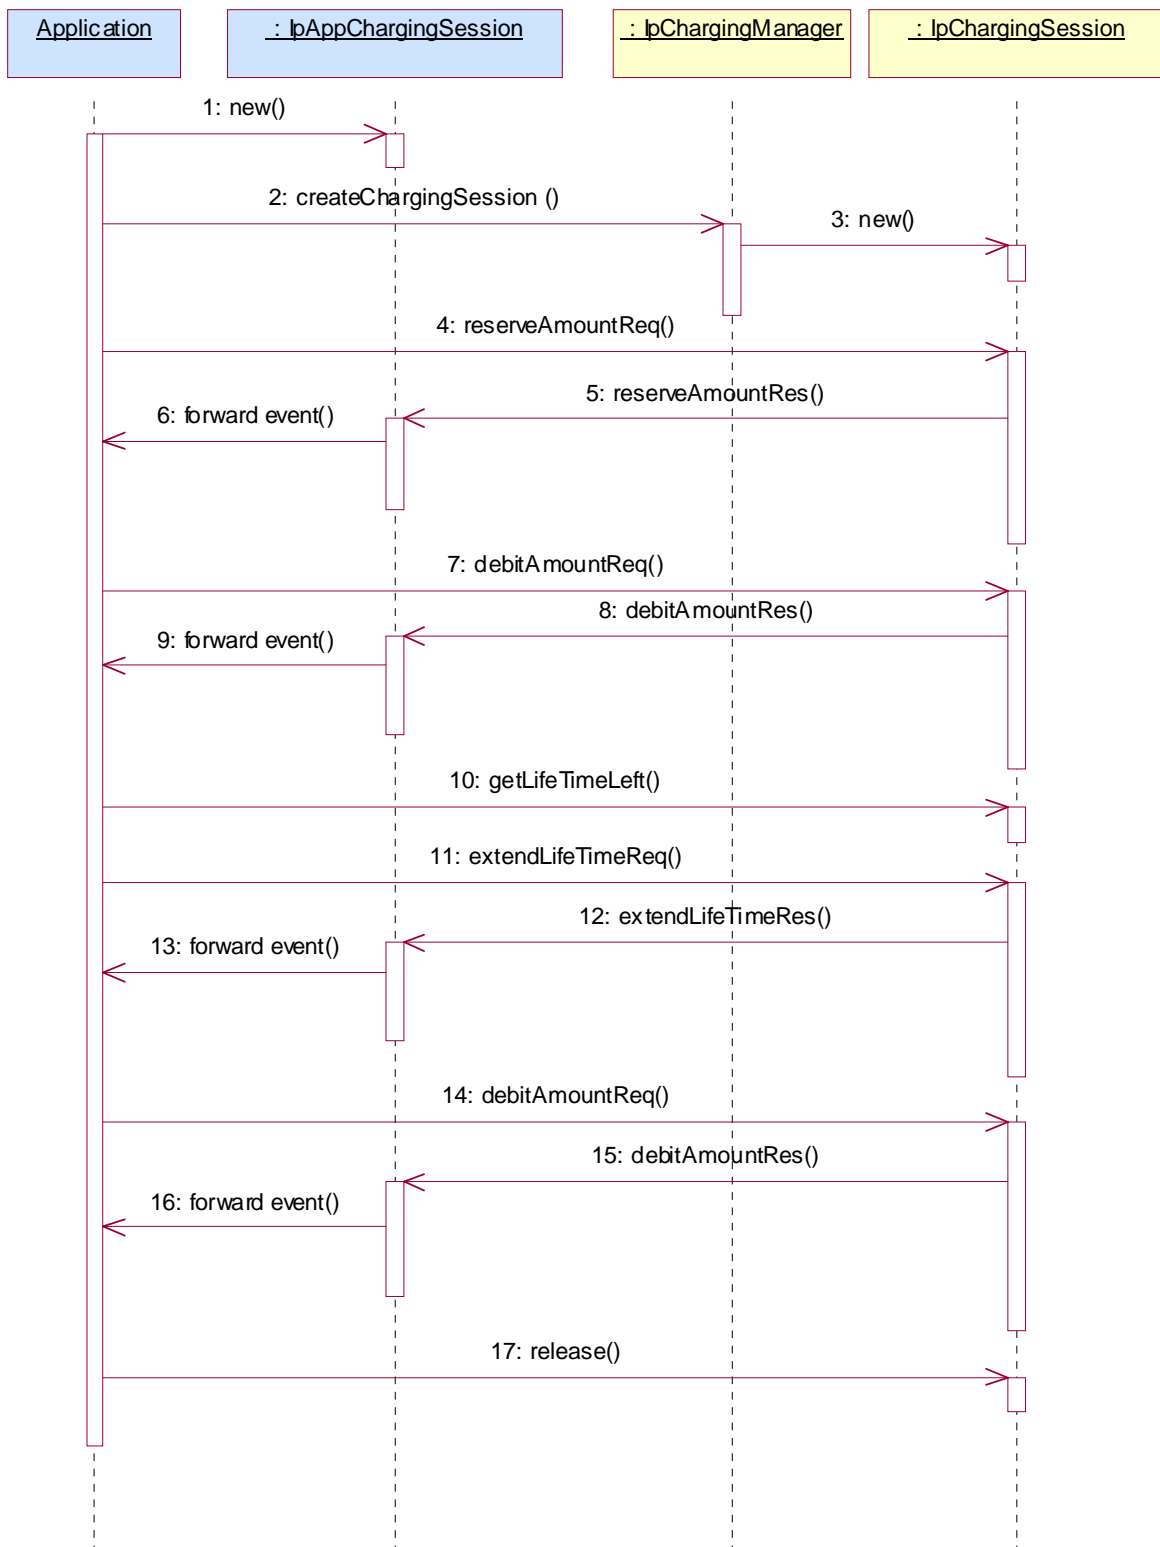 Application
: IpAppChargingSession
: IpChargingManager
: IpChargingSession
1: new()
2: createChargingSession ()
3: new()
4: reserveAmountReq()
5: reserveAmountRes()
6: forward event()
7: debitAmountReq()
8: debitAmountRes()
9: forward event()
10: getLifeTimeLeft()
11: extendLifeTimeReq()
12: extendLifeTimeRes()
13: forward event()
14: debitAmountReq()
15: debitAmountRes()
16: forward event()
17: release()